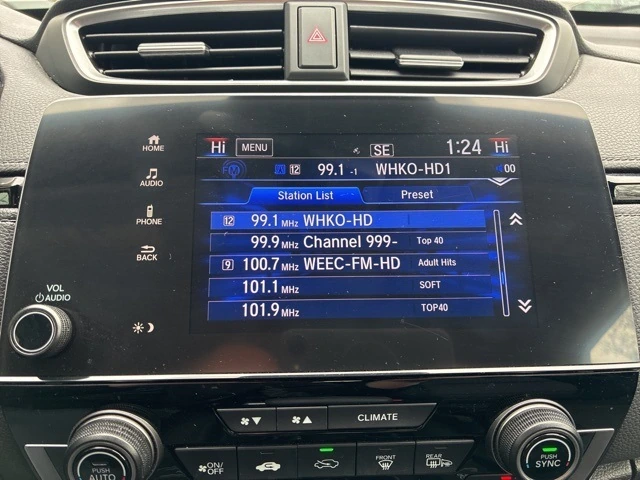 HOME
AUDIO
PHONE
BACK
VOL
AUDIO
Hi MENU SE 1:24 Hi
FM 12 99.1 -1 WHKO-HD1 00
Station List Preset
12 99.1 MHz WHKO-HD
99.9 MHz Channel 999- Top 40
9 100.7 MHz WEEC-FM-HD Adult Hits
101.1 MHz SOFT
101.9 MHz TOP40
CLIMATE
ON/
OFF
FRONT
REAR
PUSH
AUTO
PUSH
SYNC